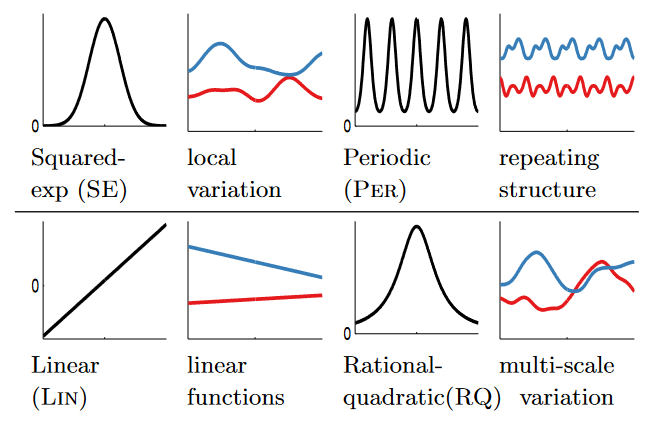 0
0
Squared-
exp (SE)
local
variation
Periodic
(PER)
repeating
structure
0
0
Linear
(LIN)
linear
functions
Rational-
quadratic(RQ)
multi-scale
variation